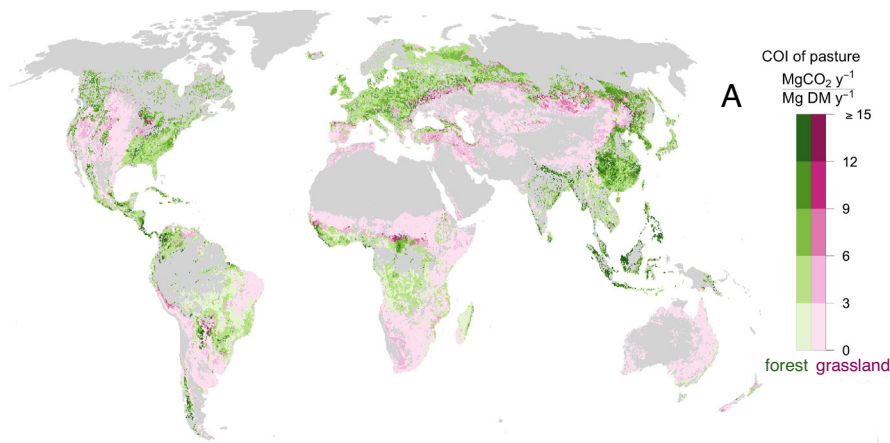 COI of pasture
MgCO₂ y⁻¹
Mg DM y⁻¹
A
≥ 15
12
9
6
3
0
forest grassland